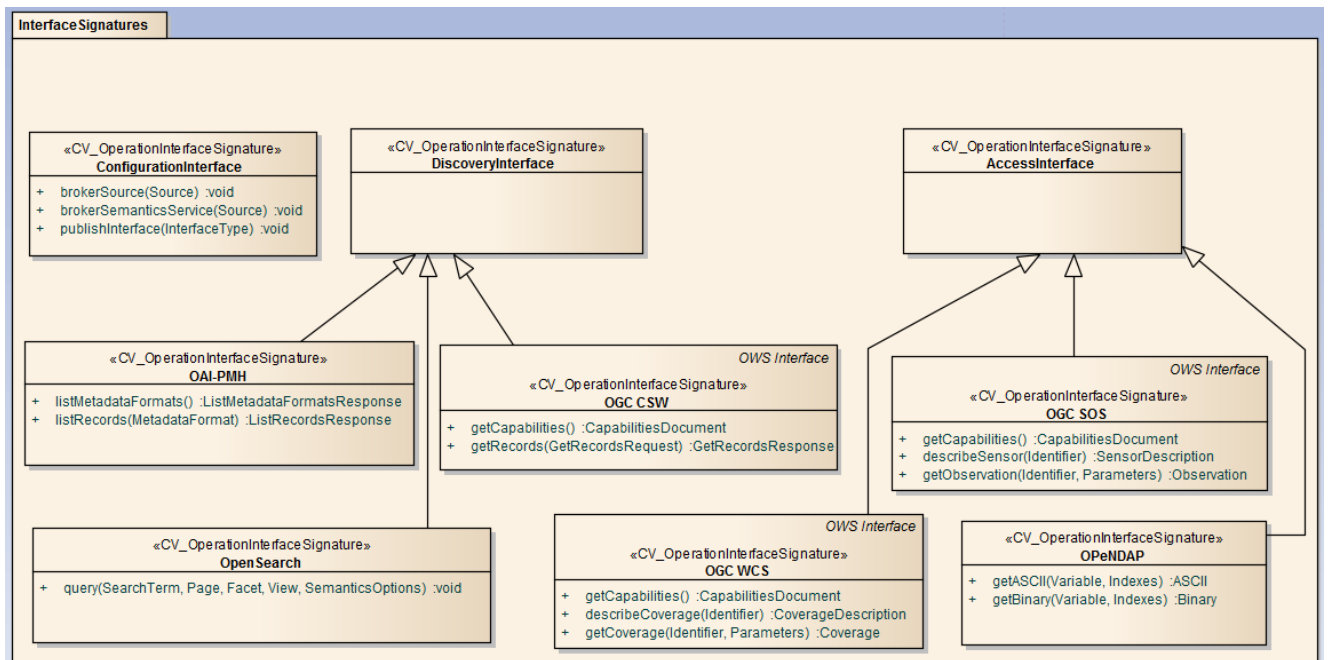 InterfaceSignatures
«CV_OperationInterfaceSignature»
ConfigurationInterface
+ brokerSource(Source) :void
+ brokerSemanticsService(Source) :void
+ publishInterface(InterfaceType) :void
«CV_OperationInterfaceSignature»
DiscoveryInterface
«CV_OperationInterfaceSignature»
AccessInterface
«CV_OperationInterfaceSignature»
OAI-PMH
+ listMetadataFormats() :ListMetadataFormatsResponse
+ listRecords(MetadataFormat) :ListRecordsResponse
OWS Interface
«CV_OperationInterfaceSignature»
OGC CSW
+ getCapabilities() :CapabilitiesDocument
+ getRecords(GetRecordsRequest) :GetRecordsResponse
OWS Interface
«CV_OperationInterfaceSignature»
OGC SOS
+ getCapabilities() :CapabilitiesDocument
+ describeSensor(Identifier) :SensorDescription
+ getObservation(Identifier, Parameters) :Observation
«CV_OperationInterfaceSignature»
OpenSearch
+ query(SearchTerm, Page, Facet, View, SemanticsOptions) :void
OWS Interface
«CV_OperationInterfaceSignature»
OGC WCS
+ getCapabilities() :CapabilitiesDocument
+ describeCoverage(Identifier) :CoverageDescription
+ getCoverage(Identifier, Parameters) :Coverage
«CV_OperationInterfaceSignature»
OPeNDAP
+ getASCII(Variable, Indexes) :ASCII
+ getBinary(Variable, Indexes) :Binary